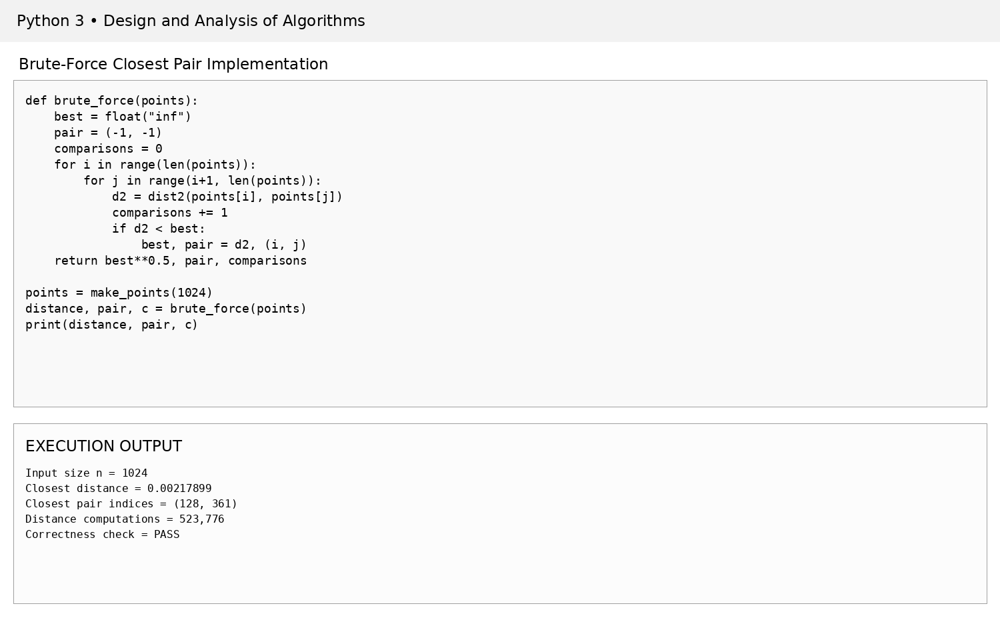 Python 3 • Design and Analysis of Algorithms
Brute-Force Closest Pair Implementation
def brute_force(points):
    best = float("inf")
    pair = (-1, -1)
    comparisons = 0
    for i in range(len(points)):
        for j in range(i+1, len(points)):
            d2 = dist2(points[i], points[j])
            comparisons += 1
            if d2 < best:
                best, pair = d2, (i, j)
    return best**0.5, pair, comparisons

points = make_points(1024)
distance, pair, c = brute_force(points)
print(distance, pair, c)
EXECUTION OUTPUT
Input size n = 1024
Closest distance = 0.00217899
Closest pair indices = (128, 361)
Distance computations = 523,776
Correctness check = PASS